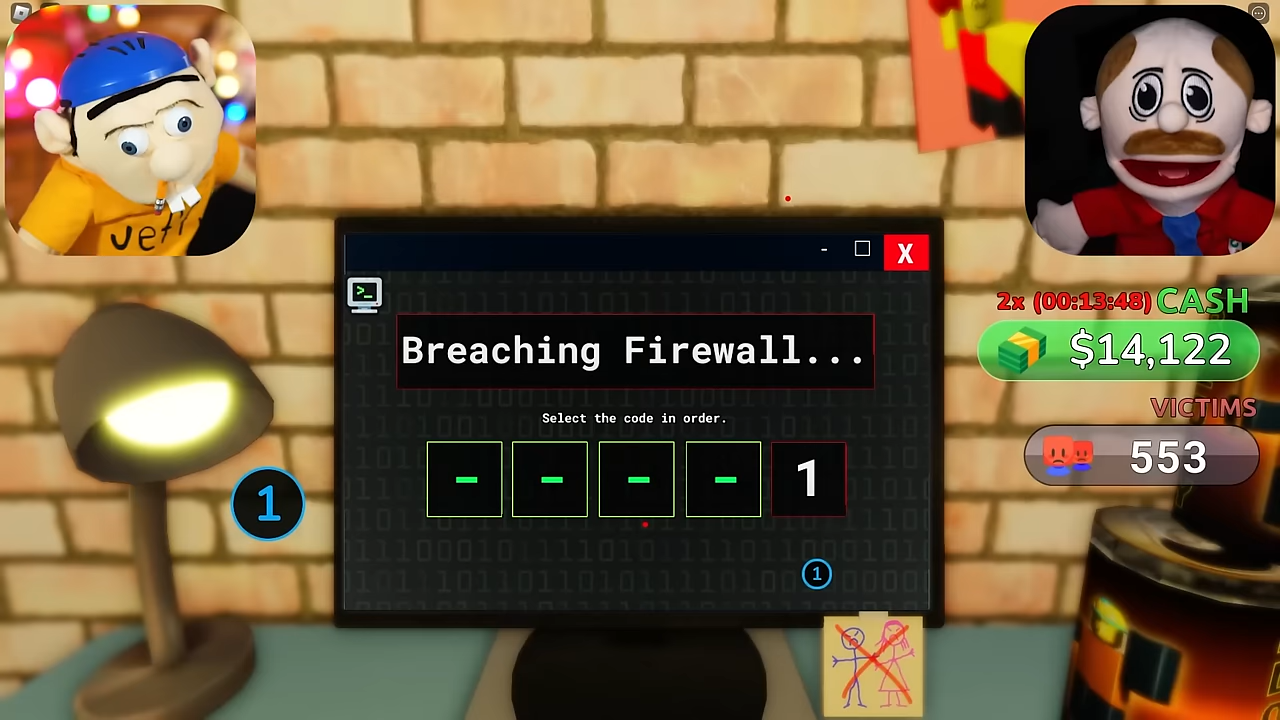 Jeff
2x (00:13:48) CASH
$14,122
VICTIMS
553
X
>_
Breaching Firewall...
Select the code in order.
- - - - 1
1
1